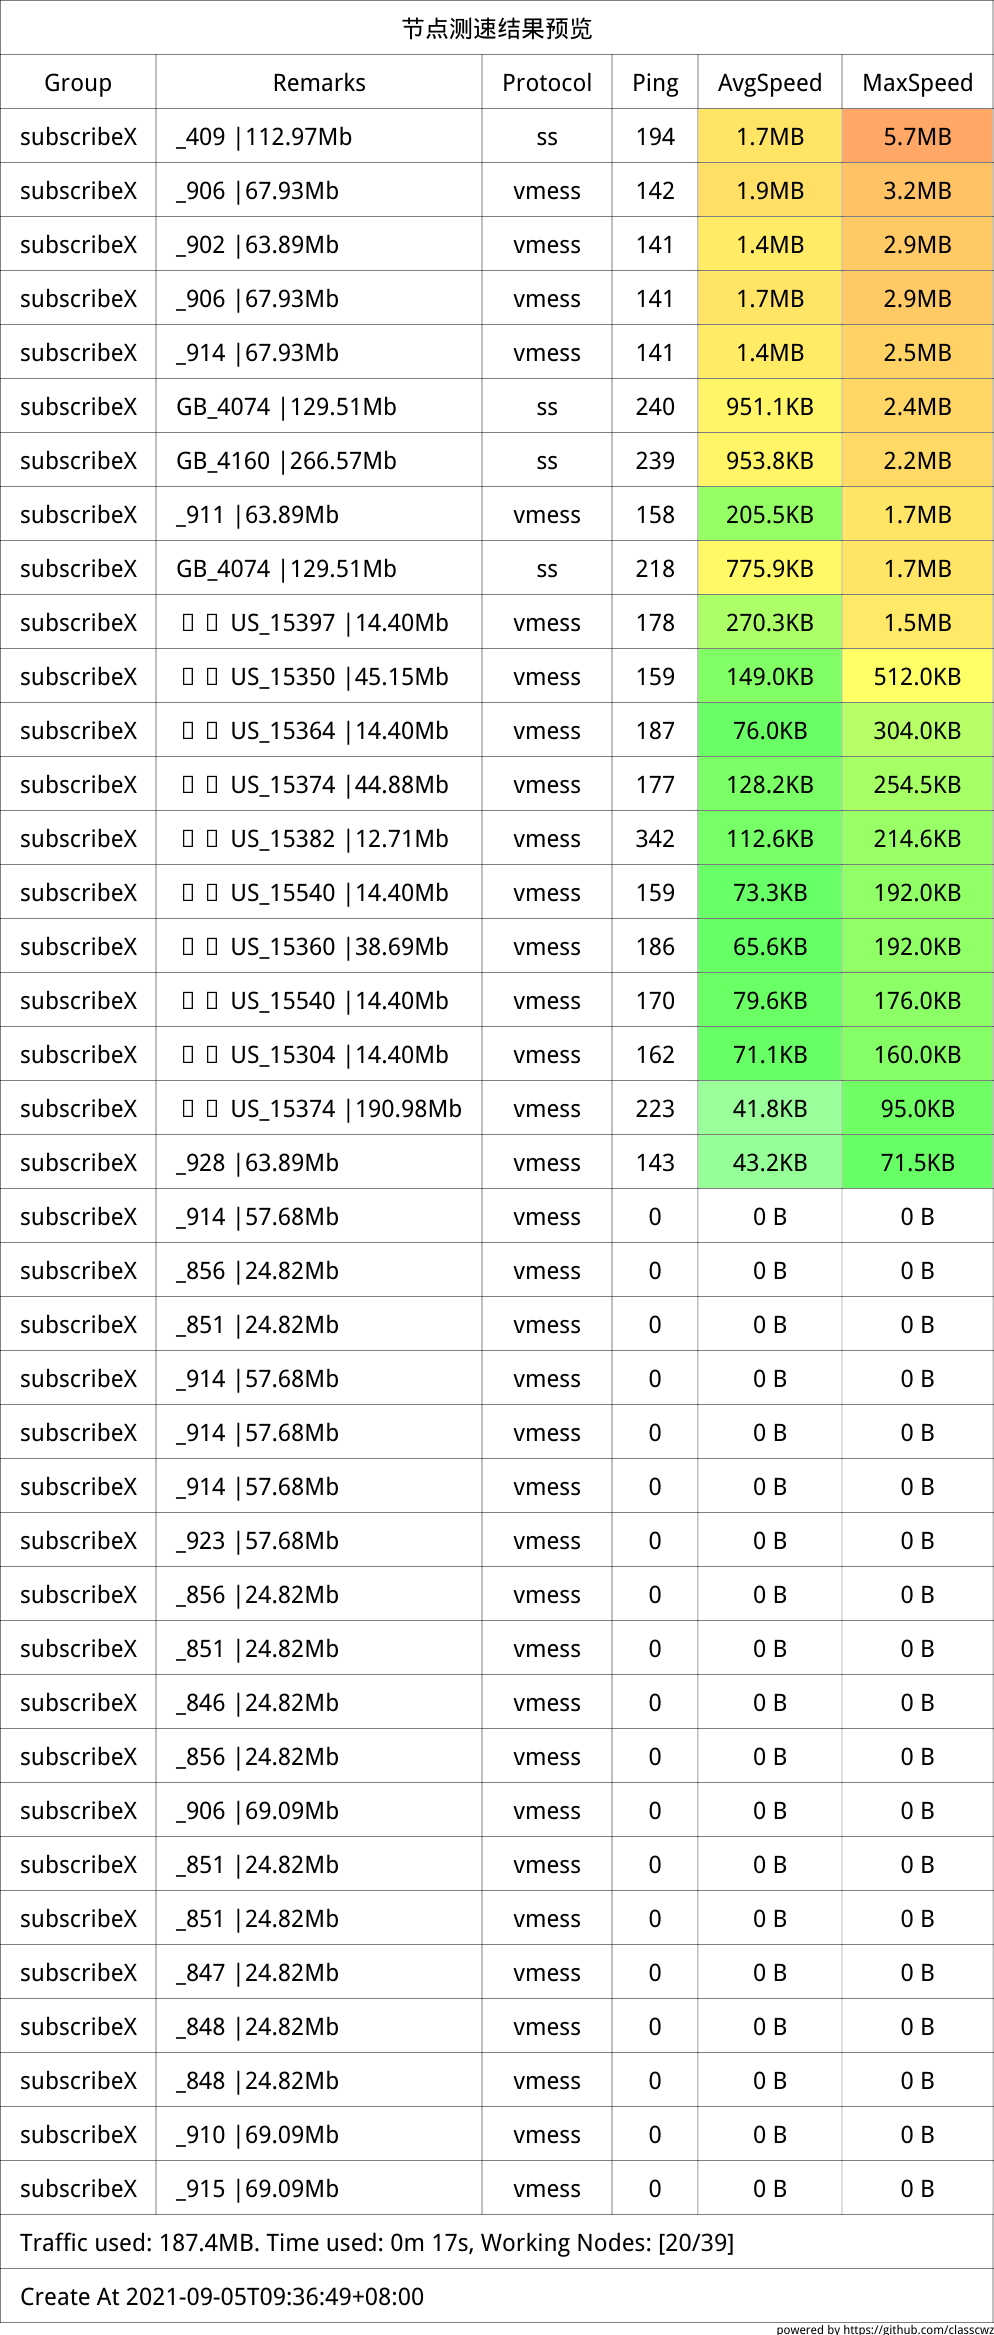 节点测速结果预览
Group Remarks Protocol Ping AvgSpeed MaxSpeed
subscribeX _409 |112.97Mb ss 194 1.7MB 5.7MB
subscribeX _906 |67.93Mb vmess 142 1.9MB 3.2MB
subscribeX _902 |63.89Mb vmess 141 1.4MB 2.9MB
subscribeX _906 |67.93Mb vmess 141 1.7MB 2.9MB
subscribeX _914 |67.93Mb vmess 141 1.4MB 2.5MB
subscribeX GB_4074 |129.51Mb ss 240 951.1KB 2.4MB
subscribeX GB_4160 |266.57Mb ss 239 953.8KB 2.2MB
subscribeX _911 |63.89Mb vmess 158 205.5KB 1.7MB
subscribeX GB_4074 |129.51Mb ss 218 775.9KB 1.7MB
subscribeX US_15397 |14.40Mb vmess 178 270.3KB 1.5MB
subscribeX US_15350 |45.15Mb vmess 159 149.0KB 512.0KB
subscribeX US_15364 |14.40Mb vmess 187 76.0KB 304.0KB
subscribeX US_15374 |44.88Mb vmess 177 128.2KB 254.5KB
subscribeX US_15382 |12.71Mb vmess 342 112.6KB 214.6KB
subscribeX US_15540 |14.40Mb vmess 159 73.3KB 192.0KB
subscribeX US_15360 |38.69Mb vmess 186 65.6KB 192.0KB
subscribeX US_15540 |14.40Mb vmess 170 79.6KB 176.0KB
subscribeX US_15304 |14.40Mb vmess 162 71.1KB 160.0KB
subscribeX US_15374 |190.98Mb vmess 223 41.8KB 95.0KB
subscribeX _928 |63.89Mb vmess 143 43.2KB 71.5KB
subscribeX _914 |57.68Mb vmess 0 0 B 0 B
subscribeX _856 |24.82Mb vmess 0 0 B 0 B
subscribeX _851 |24.82Mb vmess 0 0 B 0 B
subscribeX _914 |57.68Mb vmess 0 0 B 0 B
subscribeX _914 |57.68Mb vmess 0 0 B 0 B
subscribeX _914 |57.68Mb vmess 0 0 B 0 B
subscribeX _923 |57.68Mb vmess 0 0 B 0 B
subscribeX _856 |24.82Mb vmess 0 0 B 0 B
subscribeX _851 |24.82Mb vmess 0 0 B 0 B
subscribeX _846 |24.82Mb vmess 0 0 B 0 B
subscribeX _856 |24.82Mb vmess 0 0 B 0 B
subscribeX _906 |69.09Mb vmess 0 0 B 0 B
subscribeX _851 |24.82Mb vmess 0 0 B 0 B
subscribeX _851 |24.82Mb vmess 0 0 B 0 B
subscribeX _847 |24.82Mb vmess 0 0 B 0 B
subscribeX _848 |24.82Mb vmess 0 0 B 0 B
subscribeX _848 |24.82Mb vmess 0 0 B 0 B
subscribeX _910 |69.09Mb vmess 0 0 B 0 B
subscribeX _915 |69.09Mb vmess 0 0 B 0 B
Traffic used: 187.4MB. Time used: 0m 17s, Working Nodes: [20/39]
Create At 2021-09-05T09:36:49+08:00
powered by https://github.com/classcwz